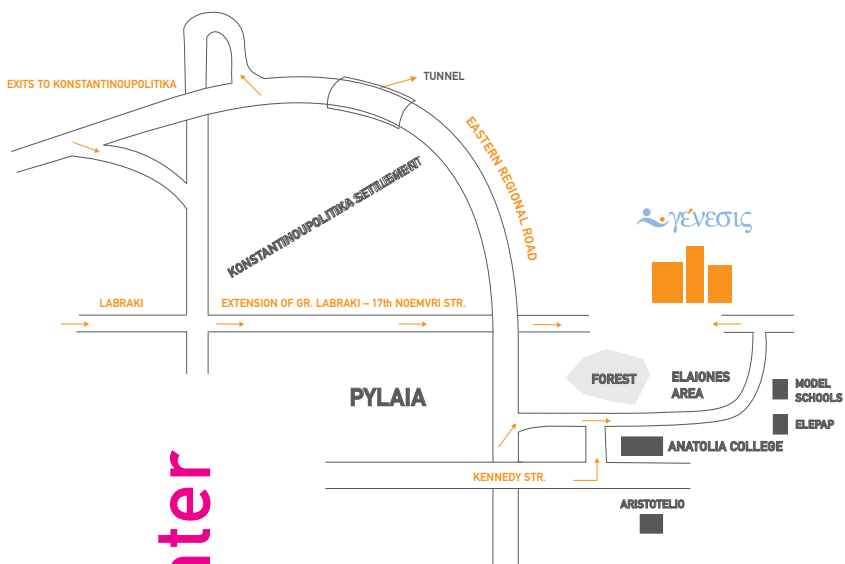 TUNNEL
EXITS TO KONSTANTINOUPOLITIKA
EASTERN REGIONAL ROAD
KONSTANTINOUPOLITIKA SETTLEMENT
γένεσις
LABRAKI
EXTENSION OF GR. LABRAKI – 17th NOEMVRI STR.
FOREST
ELAIONES
AREA
MODEL
SCHOOLS
PYLAIA
ELEPAP
ANATOLIA COLLEGE
KENNEDY STR.
ARISTOTELIO
nter